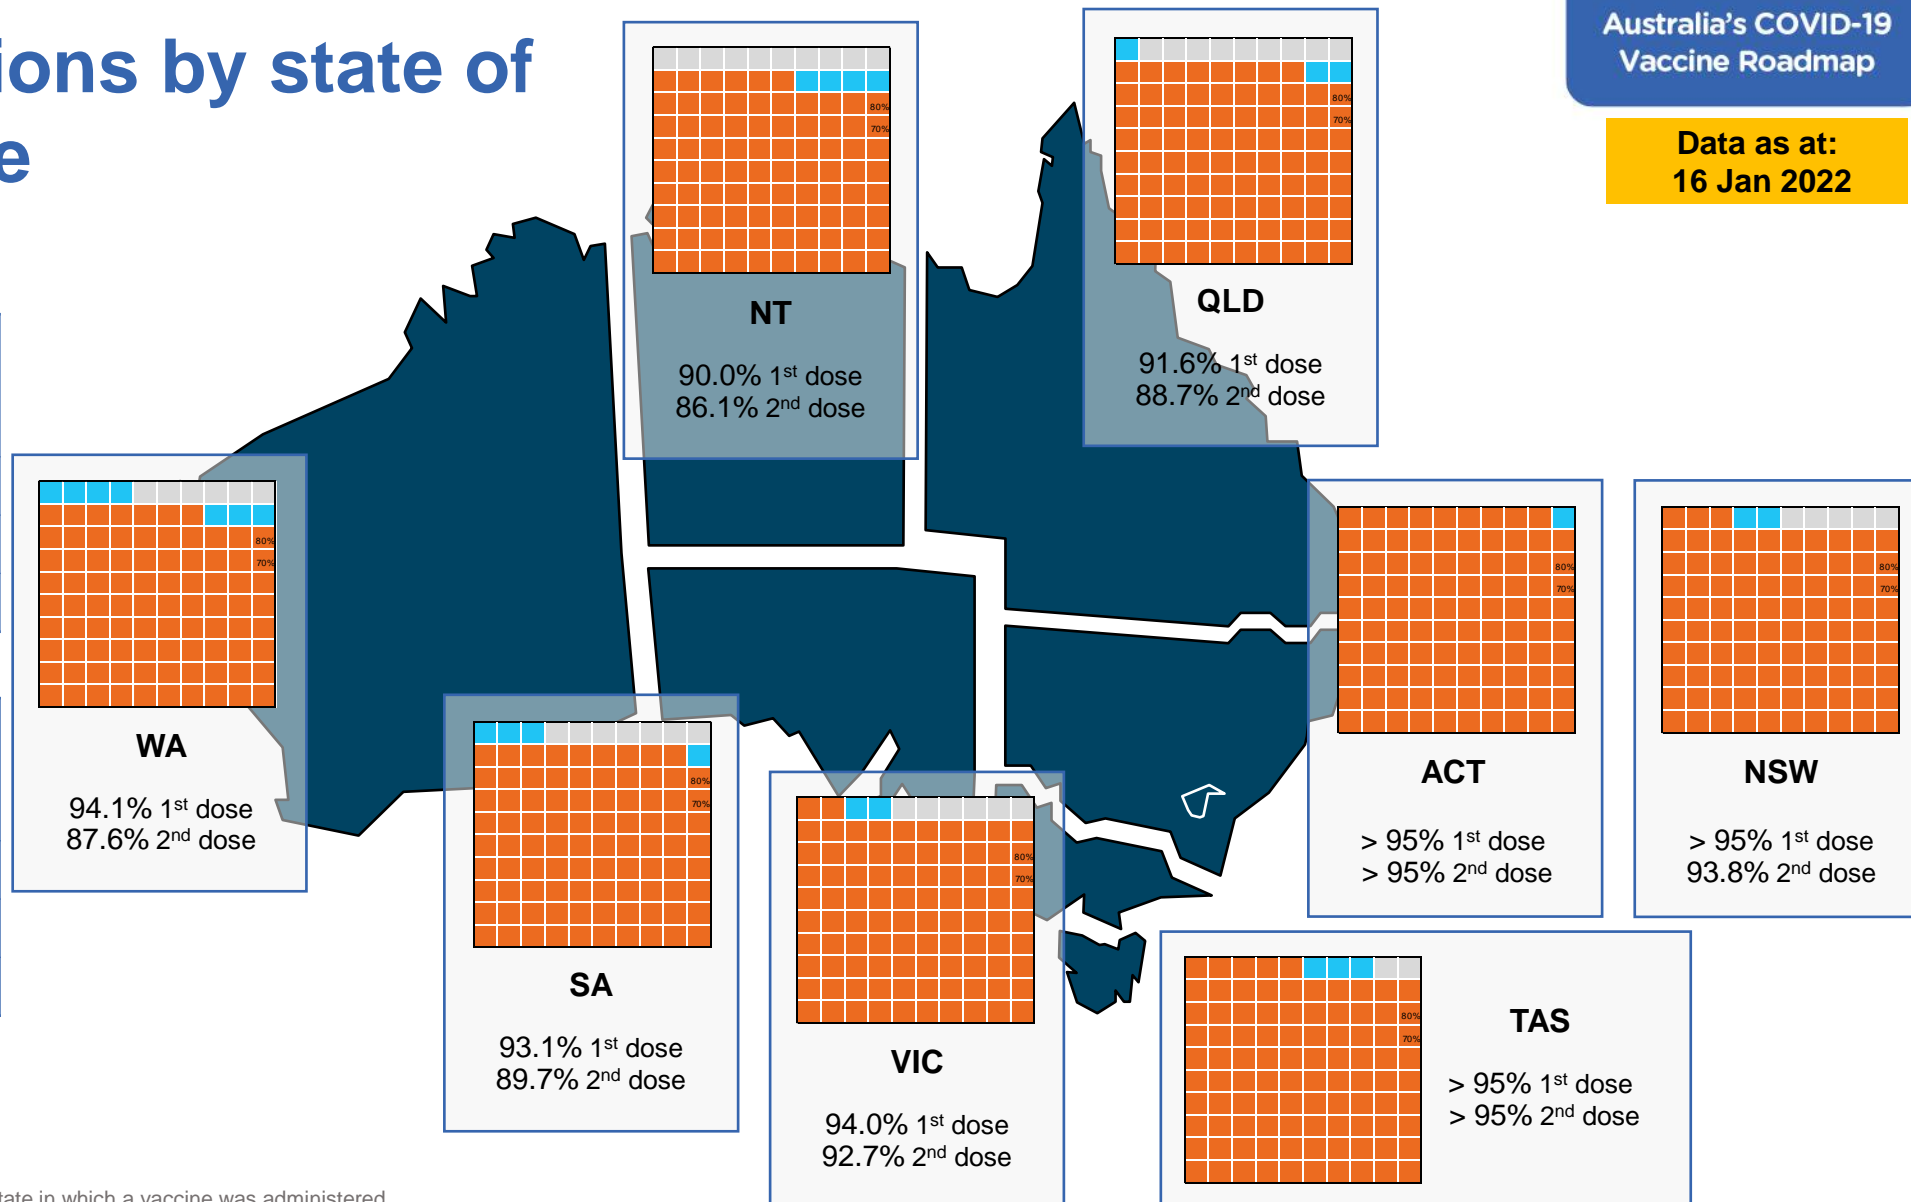 ions by state of
e
Australia's COVID-19
Vaccine Roadmap
Data as at:
16 Jan 2022
80%
70%
NT
90.0% 1st dose
86.1% 2nd dose
80%
70%
QLD
91.6% 1st dose
88.7% 2nd dose
80%
70%
WA
94.1% 1st dose
87.6% 2nd dose
80%
70%
SA
93.1% 1st dose
89.7% 2nd dose
80%
70%
VIC
94.0% 1st dose
92.7% 2nd dose
80%
70%
ACT
> 95% 1st dose
> 95% 2nd dose
80%
70%
NSW
> 95% 1st dose
93.8% 2nd dose
80%
70%
TAS
> 95% 1st dose
> 95% 2nd dose
tate in which a vaccine was administered